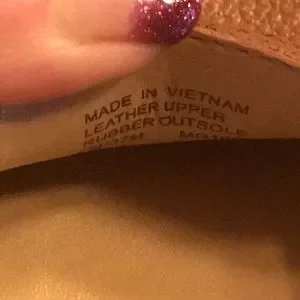 MADE IN VIETNAM
LEATHER UPPER
RUBBER OUTSOLE